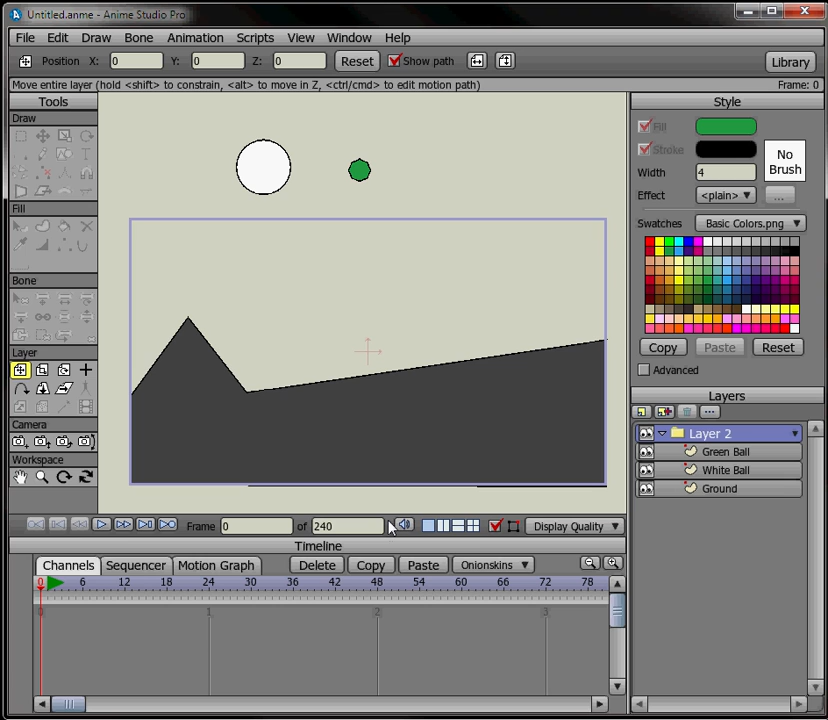 Untitled.anme - Anime Studio Pro
File Edit Draw Bone Animation Scripts View Window Help
Position X: 0 Y: 0 Z: 0 Reset Show path Library
Move entire layer (hold <shift> to constrain, <alt> to move in Z, <ctrl/cmd> to edit motion path) Frame: 0
Tools
Draw
Fill
Bone
Layer
Camera
Workspace
Style
Fill
Stroke
No
Brush
Width 4
Effect <plain> ...
Swatches Basic Colors.png
Copy Paste Reset
Advanced
Layers
Layer 2
Green Ball
White Ball
Ground
Frame 0 of 240 Display Quality
Timeline
Channels Sequencer Motion Graph Delete Copy Paste Onionskins
0 6 12 18 24 30 36 42 48 54 60 66 72 78
0 1 2 3